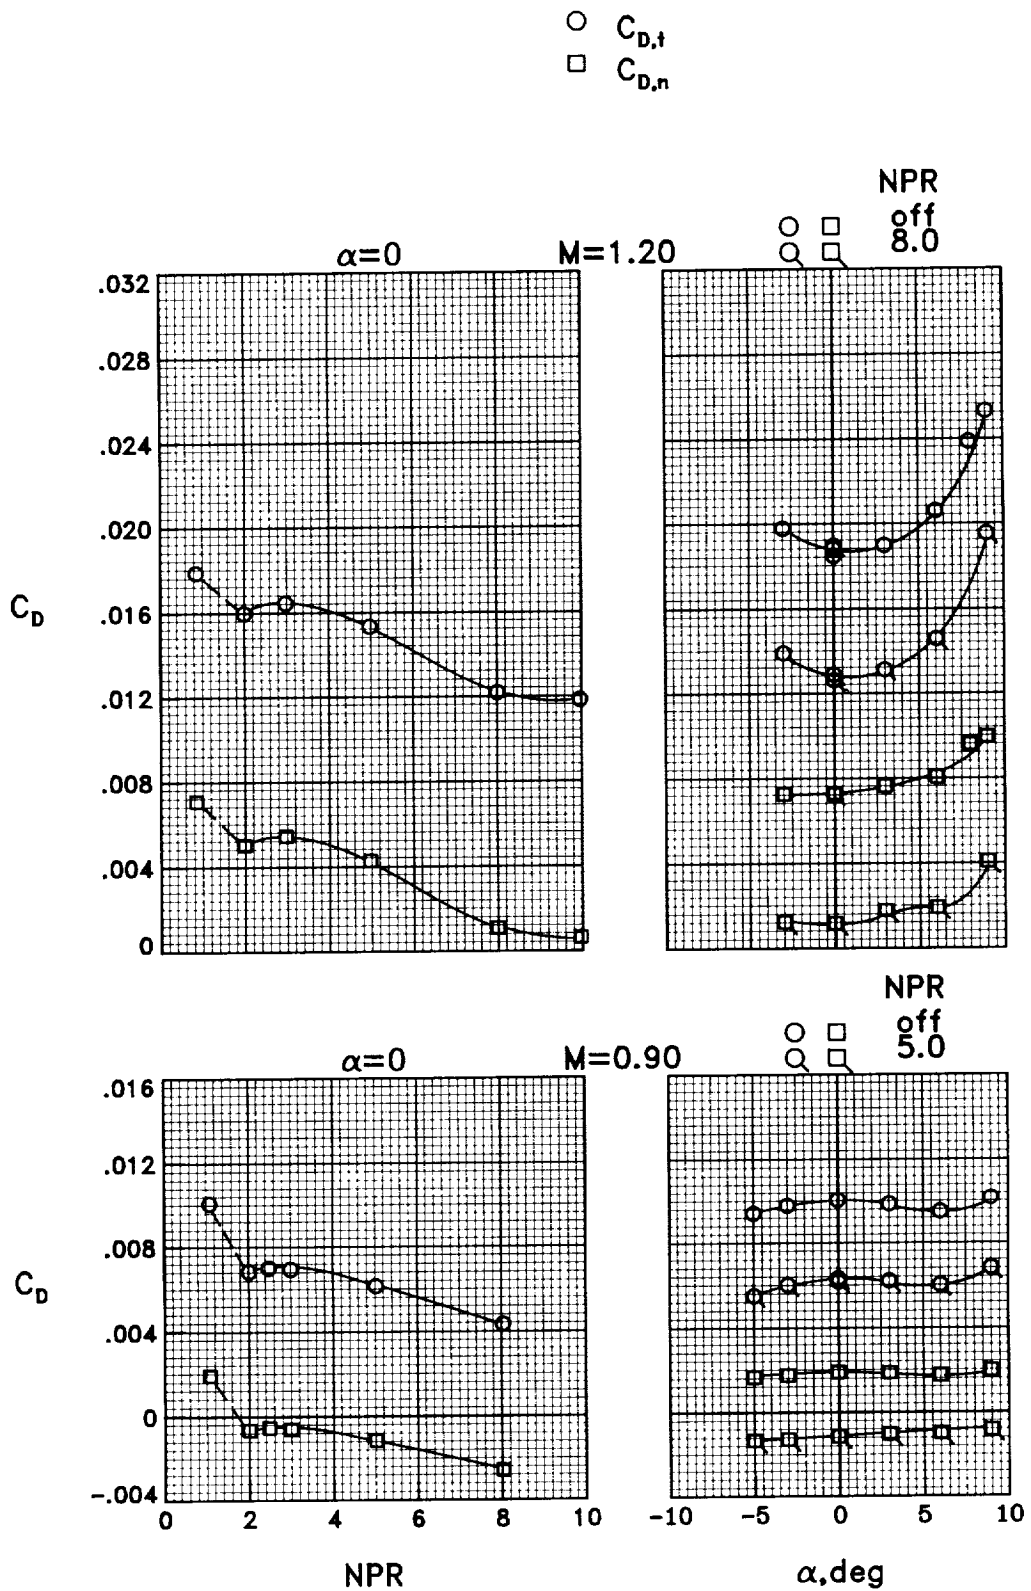 C_D,t
C_D,n
NPR
off
8.0
α=0 M=1.20
.032
.028
.024
.020
.016
.012
.008
.004
0
C_D
NPR
off
5.0
α=0 M=0.90
.016
.012
.008
.004
0
-.004
C_D
0 2 4 6 8 10
-10 -5 0 5 10
NPR
α,deg